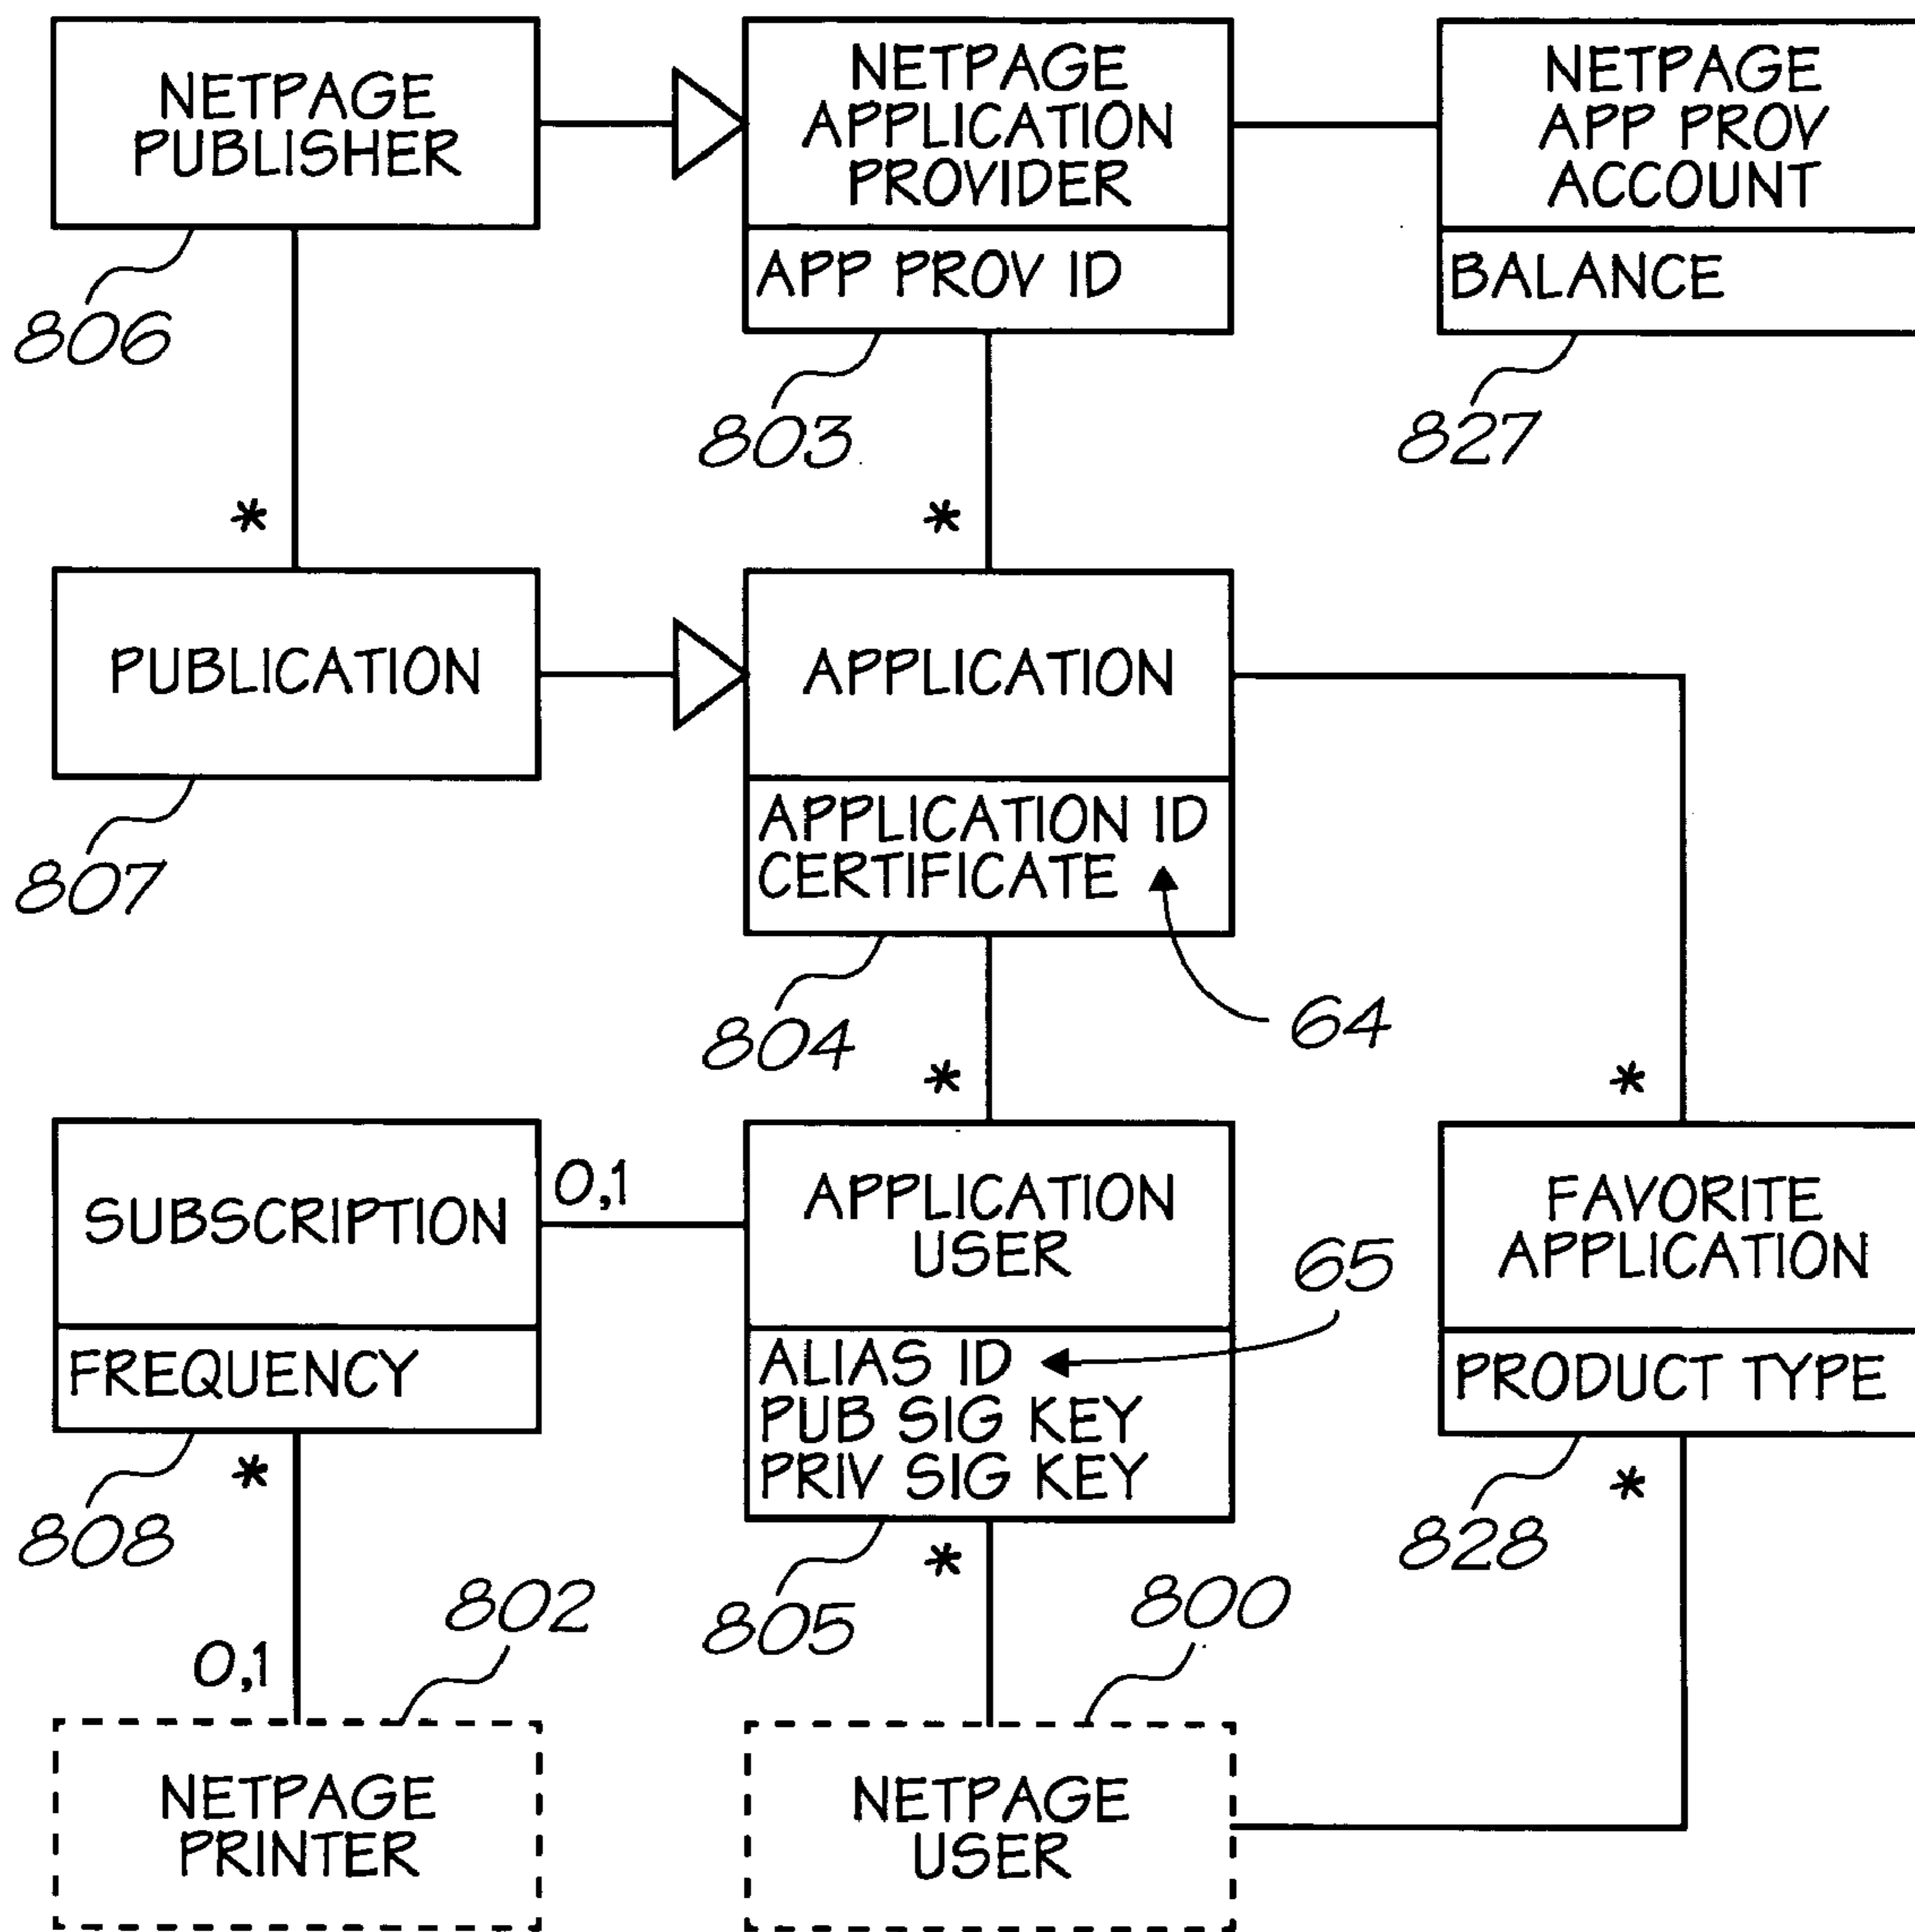 NETPAGE
PUBLISHER
NETPAGE
APPLICATION
PROVIDER
APP PROV ID
NETPAGE
APP PROV
ACCOUNT
BALANCE
806
803
827
*
*
PUBLICATION
APPLICATION
APPLICATION ID
CERTIFICATE
807
804
64
*
*
SUBSCRIPTION
FREQUENCY
0,1
APPLICATION
USER
ALIAS ID
PUB SIG KEY
PRIV SIG KEY
65
FAVORITE
APPLICATION
PRODUCT TYPE
808
*
805
*
828
*
802
800
0,1
NETPAGE
PRINTER
NETPAGE
USER